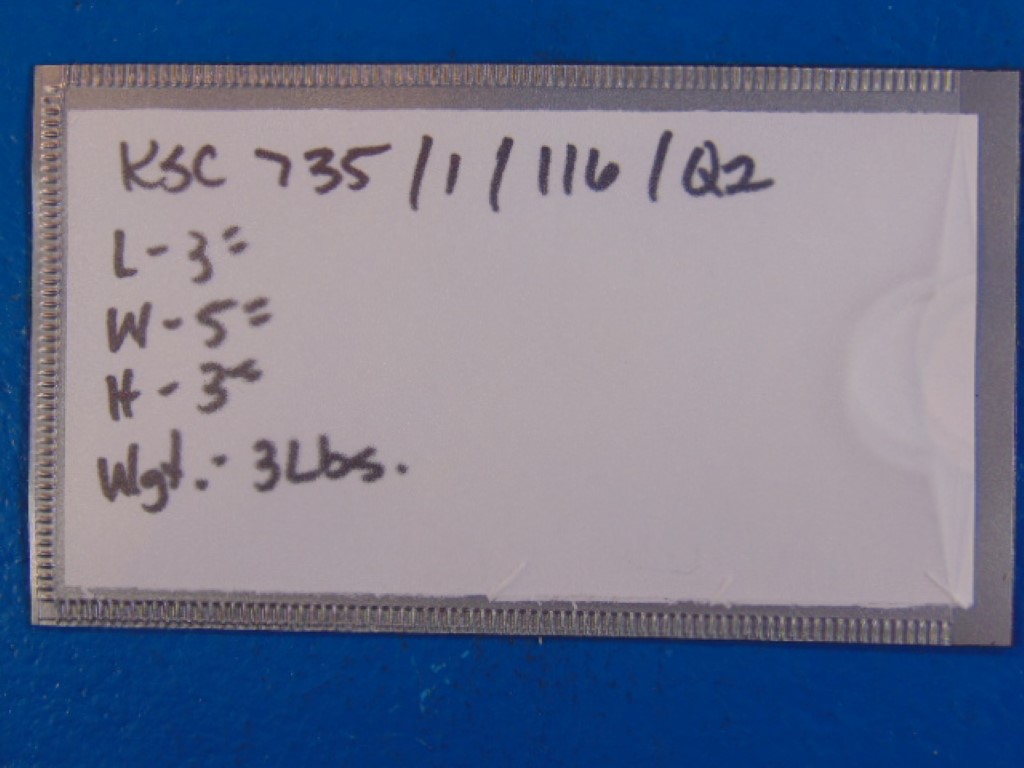 KSC 735/1/116/Q2
L-3"
W-5"
H-3"
Wgt.- 3Lbs.